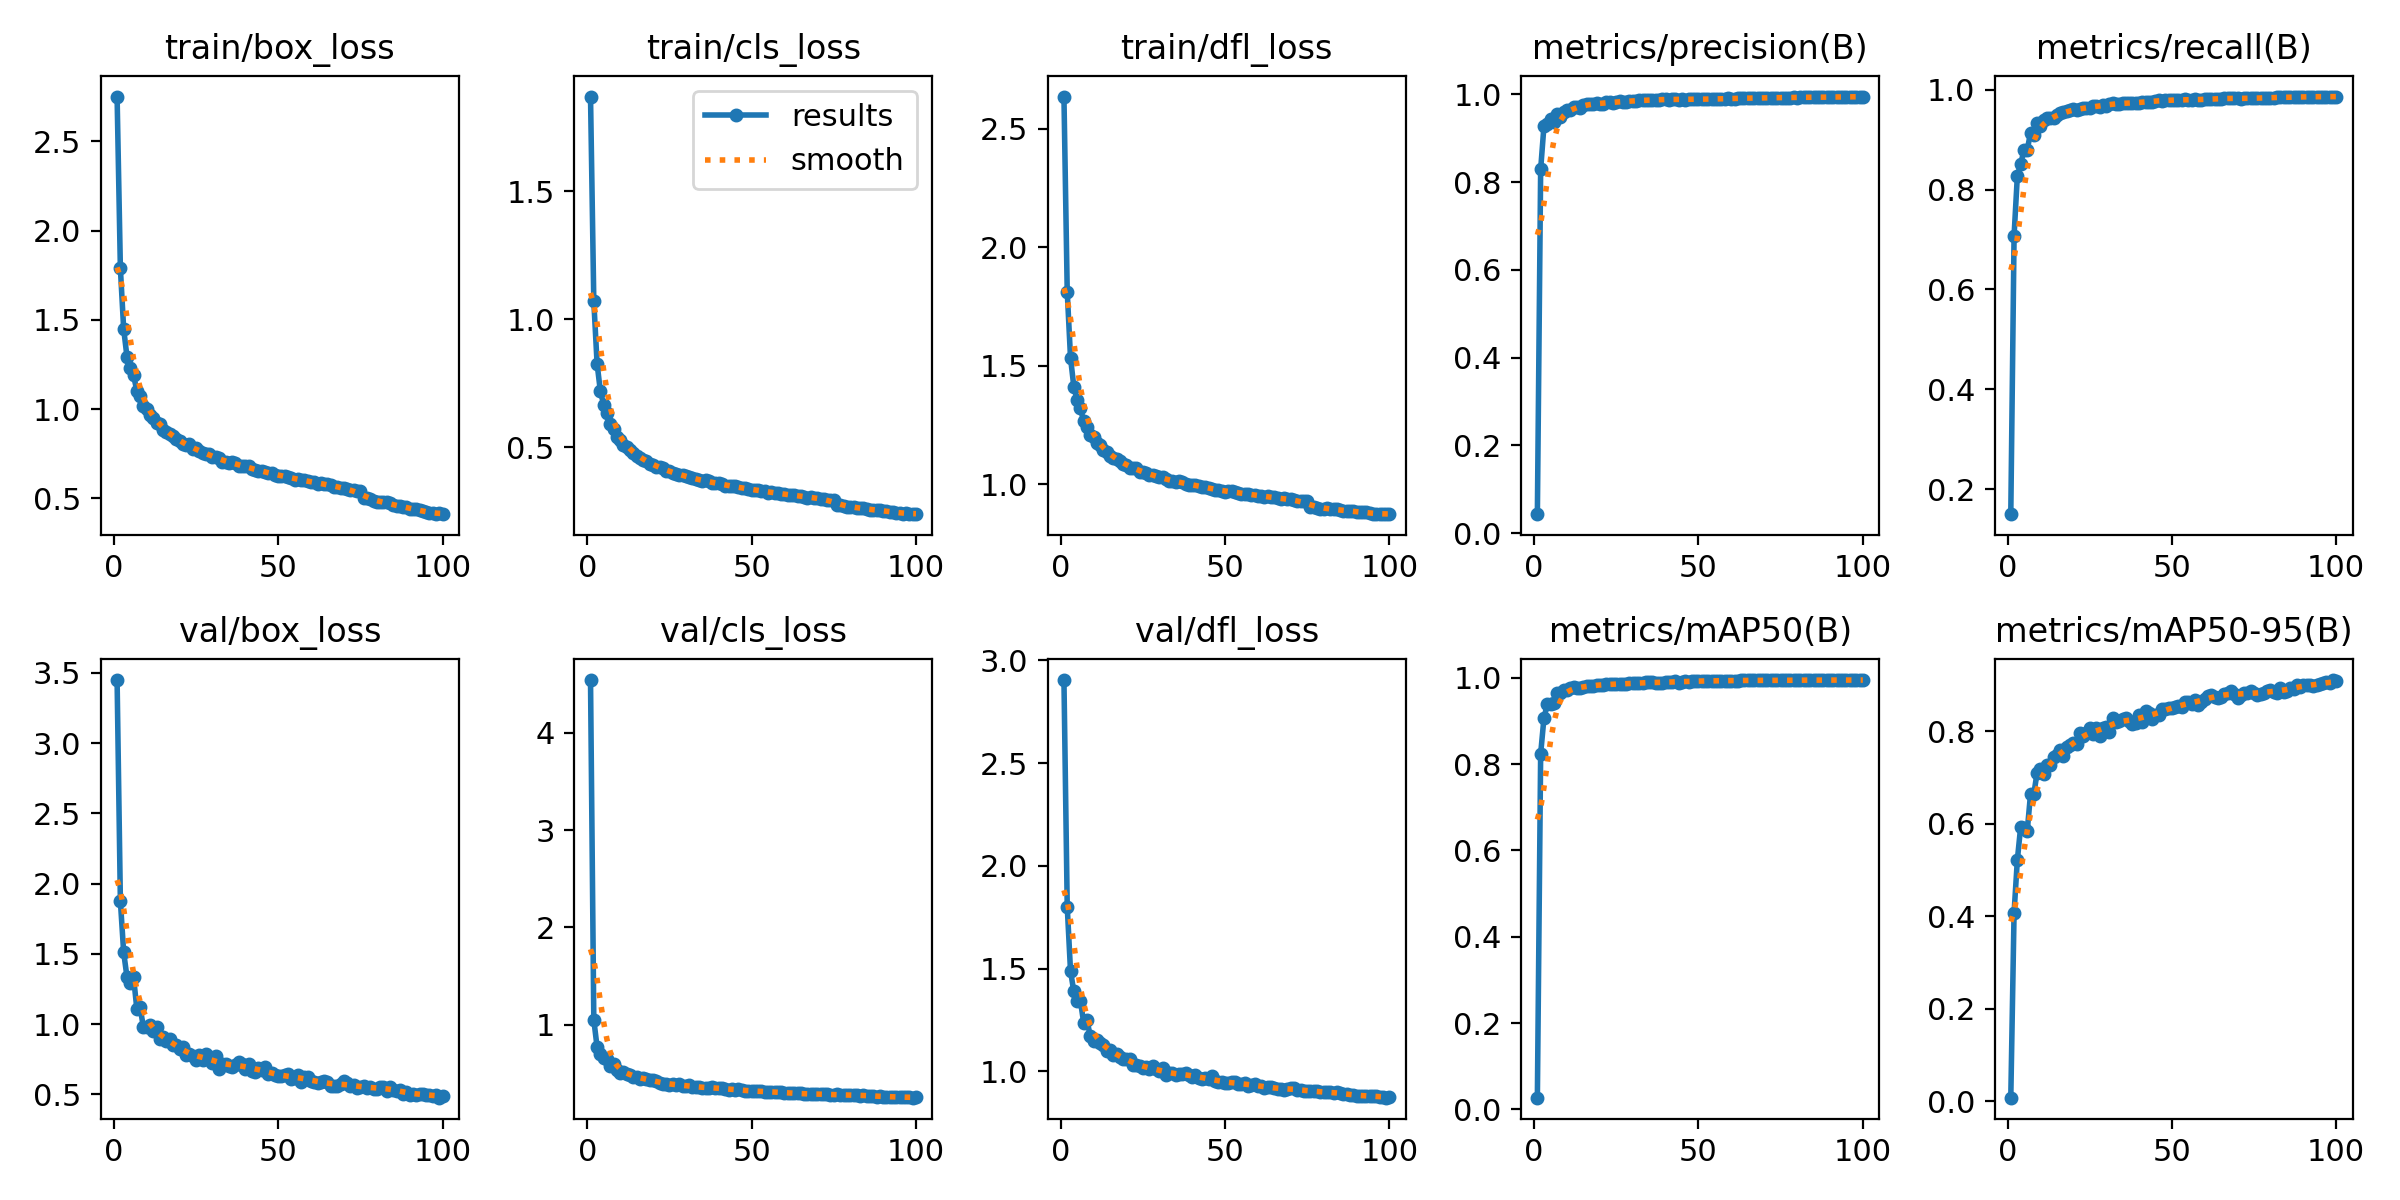 train/box_loss
2.5
2.0
1.5
1.0
0.5
0 50 100
train/cls_loss
results
smooth
1.5
1.0
0.5
0 50 100
train/dfl_loss
2.5
2.0
1.5
1.0
0 50 100
metrics/precision(B)
1.0
0.8
0.6
0.4
0.2
0.0
0 50 100
metrics/recall(B)
1.0
0.8
0.6
0.4
0.2
0 50 100
val/box_loss
3.5
3.0
2.5
2.0
1.5
1.0
0.5
0 50 100
val/cls_loss
4
3
2
1
0 50 100
val/dfl_loss
3.0
2.5
2.0
1.5
1.0
0 50 100
metrics/mAP50(B)
1.0
0.8
0.6
0.4
0.2
0.0
0 50 100
metrics/mAP50-95(B)
0.8
0.6
0.4
0.2
0.0
0 50 100